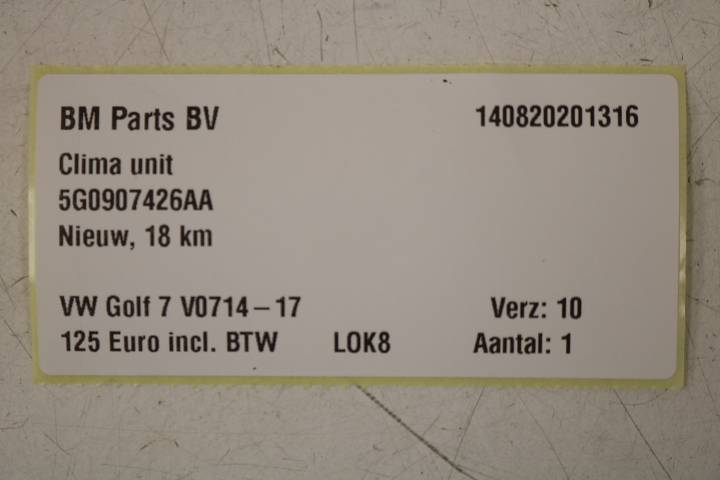 BM Parts BV 140820201316
Clima unit
5G0907426AA
Nieuw, 18 km
VW Golf 7 V0714-17 Verz: 10
125 Euro incl. BTW LOK8 Aantal: 1